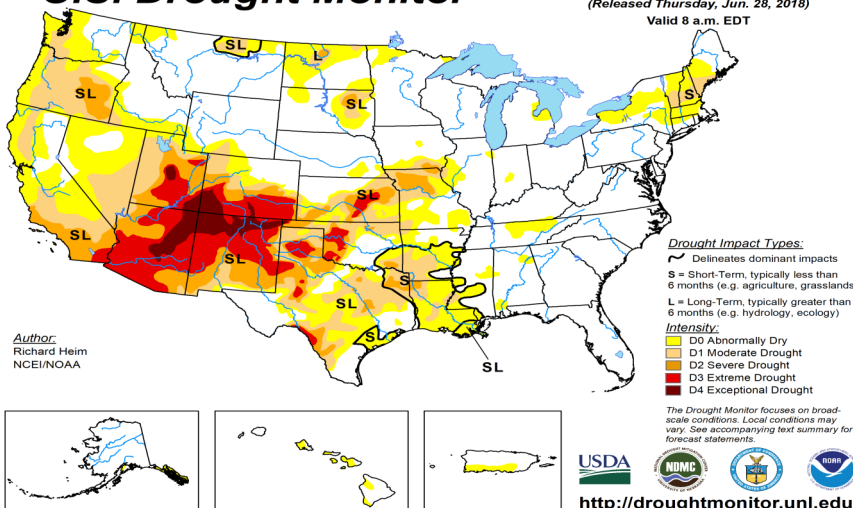 U.S. Drought Monitor
(Released Thursday, Jun. 28, 2018)
Valid 8 a.m. EDT
SL
L
SL
SL
S
SL
SL
SL
S
SL
SL
SL
Drought Impact Types:
Delineates dominant impacts
S = Short-Term, typically less than
6 months (e.g. agriculture, grasslands
L = Long-Term, typically greater than
6 months (e.g. hydrology, ecology)
Intensity:
D0 Abnormally Dry
D1 Moderate Drought
D2 Severe Drought
D3 Extreme Drought
D4 Exceptional Drought
Author:
Richard Heim
NCEI/NOAA
The Drought Monitor focuses on broad-
scale conditions. Local conditions may
vary. See accompanying text summary for
forecast statements.
USDA
NDMC
NOAA
http://droughtmonitor.unl.edu